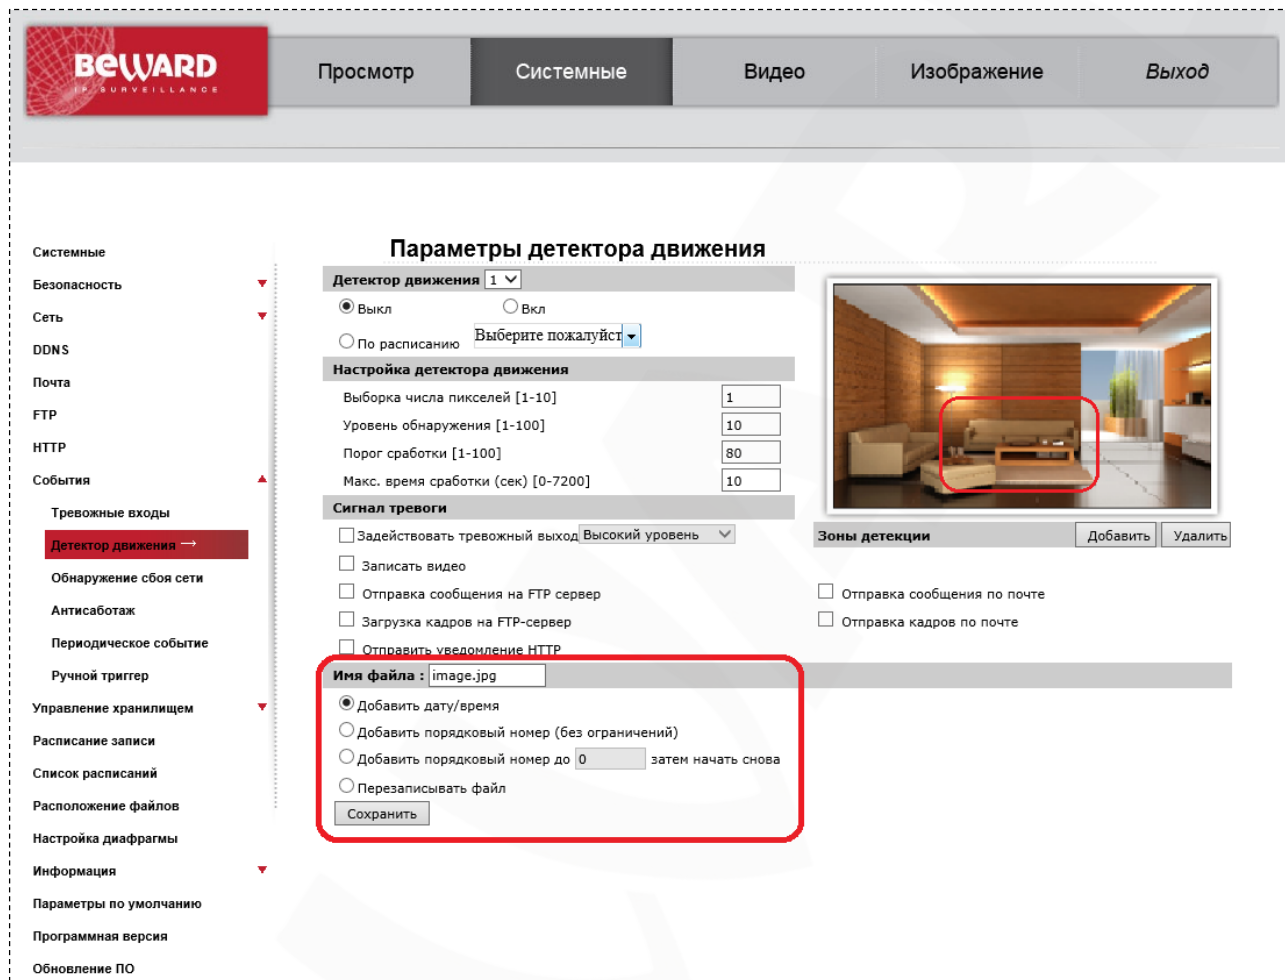 BEWARD
IP SURVEILLANCE
Просмотр
Системные
Видео
Изображение
Выход
Системные
Безопасность
Сеть
DDNS
Почта
FTP
HTTP
События
Тревожные входы
Детектор движения →
Обнаружение сбоя сети
Антисаботаж
Периодическое событие
Ручной триггер
Управление хранилищем
Расписание записи
Список расписаний
Расположение файлов
Настройка диафрагмы
Информация
Параметры по умолчанию
Программная версия
Обновление ПО
Параметры детектора движения
Детектор движения 1
Выкл Вкл
По расписанию Выберите пожалуйст
Настройка детектора движения
Выборка числа пикселей [1-10] 1
Уровень обнаружения [1-100] 10
Порог сработки [1-100] 80
Макс. время сработки (сек) [0-7200] 10
Сигнал тревоги
Задействовать тревожный выход Высокий уровень
Зоны детекции Добавить Удалить
Записать видео
Отправка сообщения на FTP сервер Отправка сообщения по почте
Загрузка кадров на FTP-сервер Отправка кадров по почте
Отправить уведомление HTTP
Имя файла : image.jpg
Добавить дату/время
Добавить порядковый номер (без ограничений)
Добавить порядковый номер до 0 затем начать снова
Перезаписывать файл
Сохранить